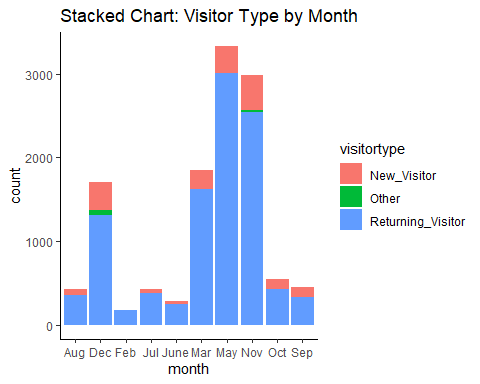 Stacked Chart: Visitor Type by Month
3000
2000
1000
0
count
Aug Dec Feb Jul June Mar May Nov Oct Sep
month
visitortype
New_Visitor
Other
Returning_Visitor